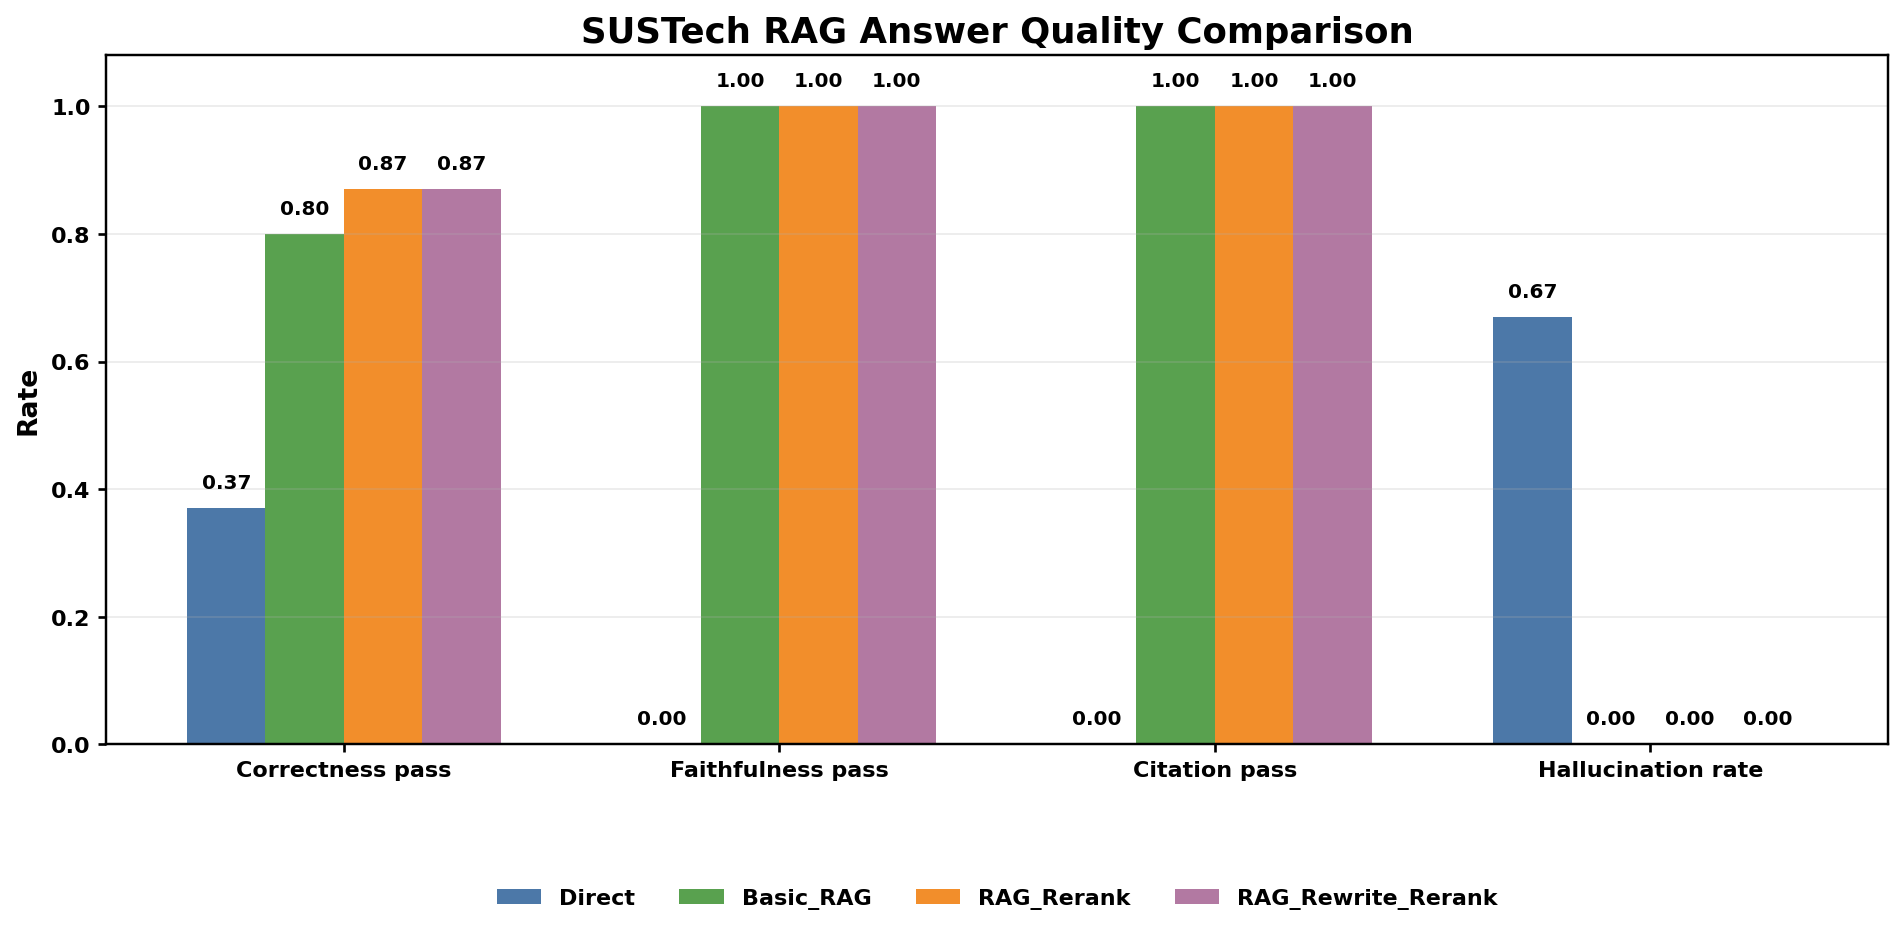 SUSTech RAG Answer Quality Comparison
Rate
1.0
0.8
0.6
0.4
0.2
0.0
0.37
0.80
0.87
0.87
0.00
1.00
1.00
1.00
0.00
1.00
1.00
1.00
0.67
0.00
0.00
0.00
Correctness pass
Faithfulness pass
Citation pass
Hallucination rate
Direct
Basic_RAG
RAG_Rerank
RAG_Rewrite_Rerank